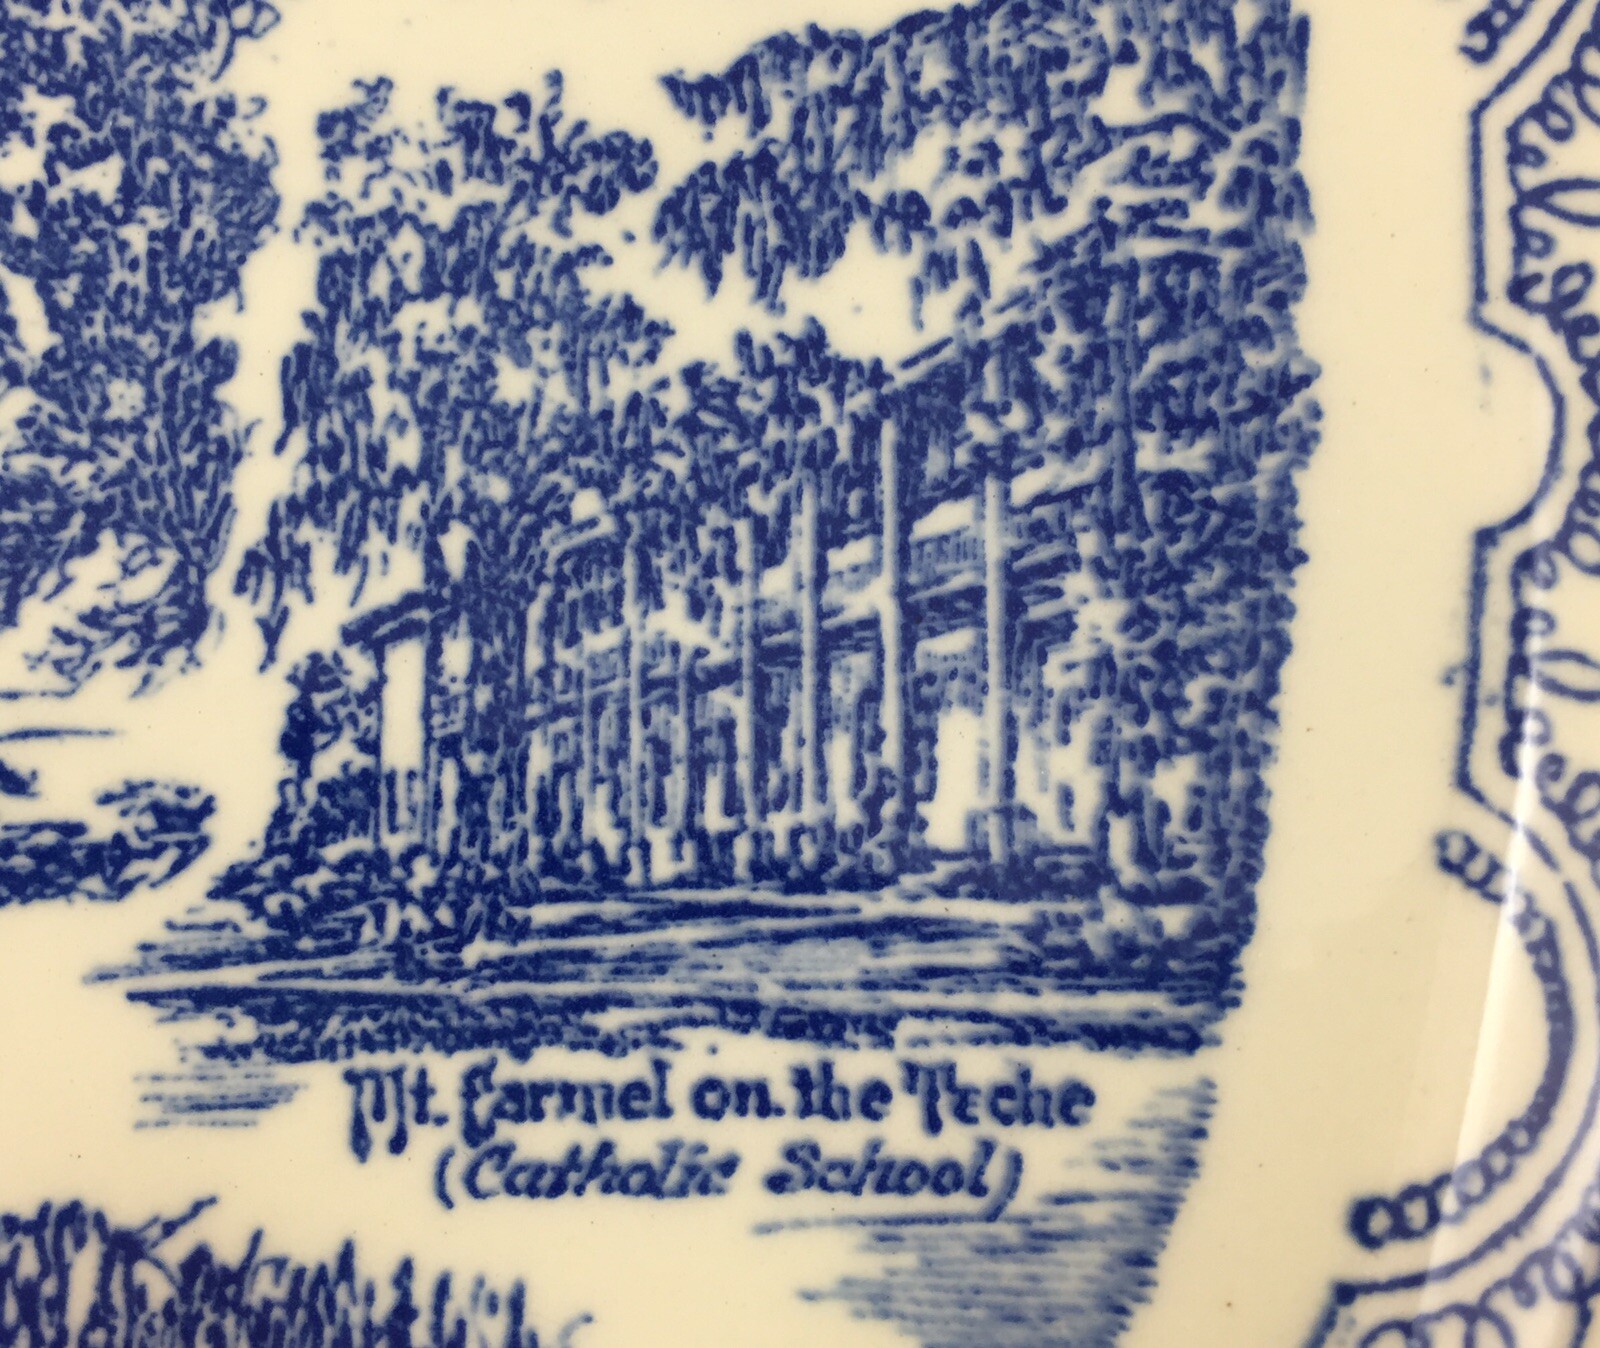 Mt. Carmel on the Teche
(Catholic School)